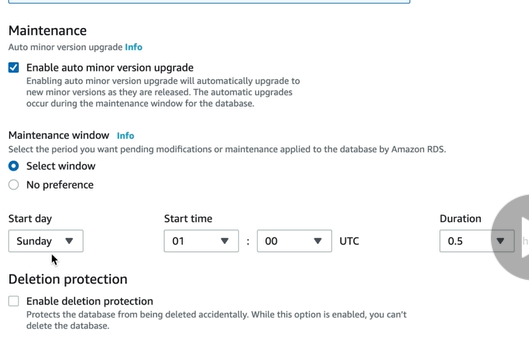 Maintenance
Auto minor version upgrade Info
Enable auto minor version upgrade
Enabling auto minor version upgrade will automatically upgrade to
new minor versions as they are released. The automatic upgrades
occur during the maintenance window for the database.
Maintenance window Info
Select the period you want pending modifications or maintenance applied to the database by Amazon RDS.
Select window
No preference
Start day Start time Duration
Sunday 01 : 00 UTC 0.5 h
Deletion protection
Enable deletion protection
Protects the database from being deleted accidentally. While this option is enabled, you can't
delete the database.